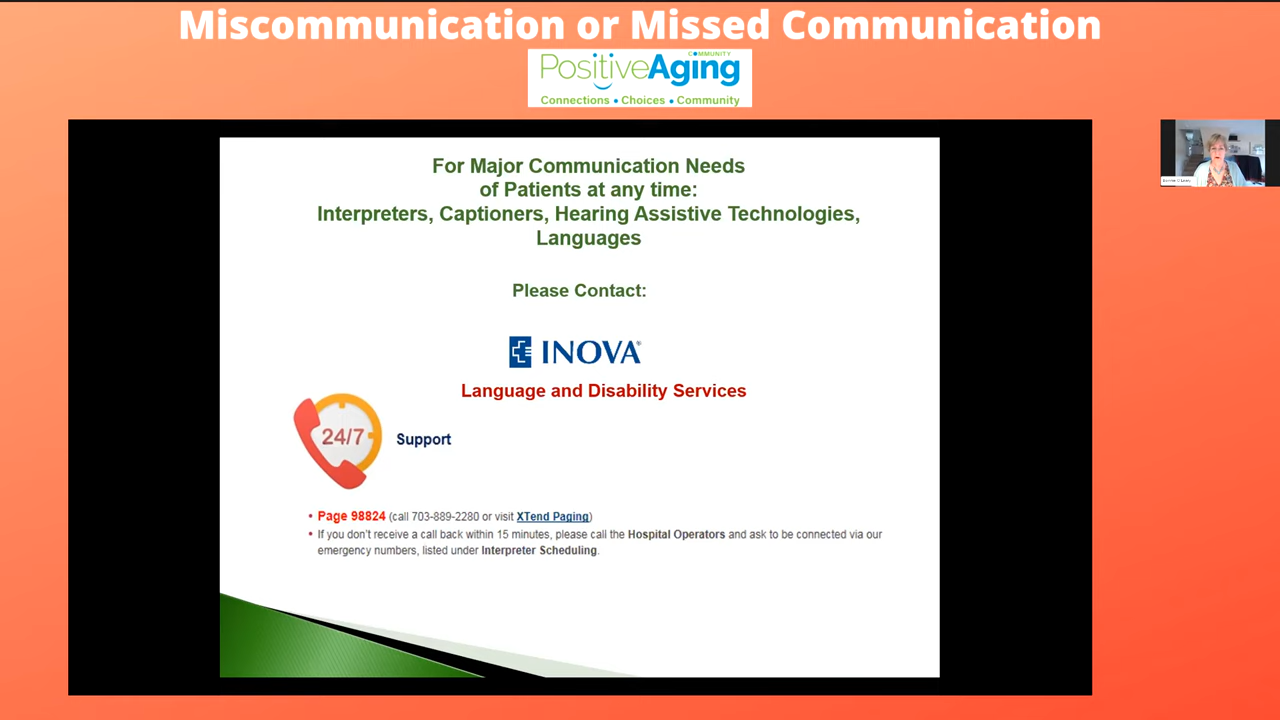 Miscommunication or Missed Communication
COMMUNITY
PositiveAging
Connections • Choices • Community
For Major Communication Needs
of Patients at any time:
Interpreters, Captioners, Hearing Assistive Technologies,
Languages
Please Contact:
INOVA®
Language and Disability Services
24/7
Support
• Page 98824 (call 703-889-2280 or visit XTend Paging)
• If you don't receive a call back within 15 minutes, please call the Hospital Operators and ask to be connected via our
emergency numbers, listed under Interpreter Scheduling.